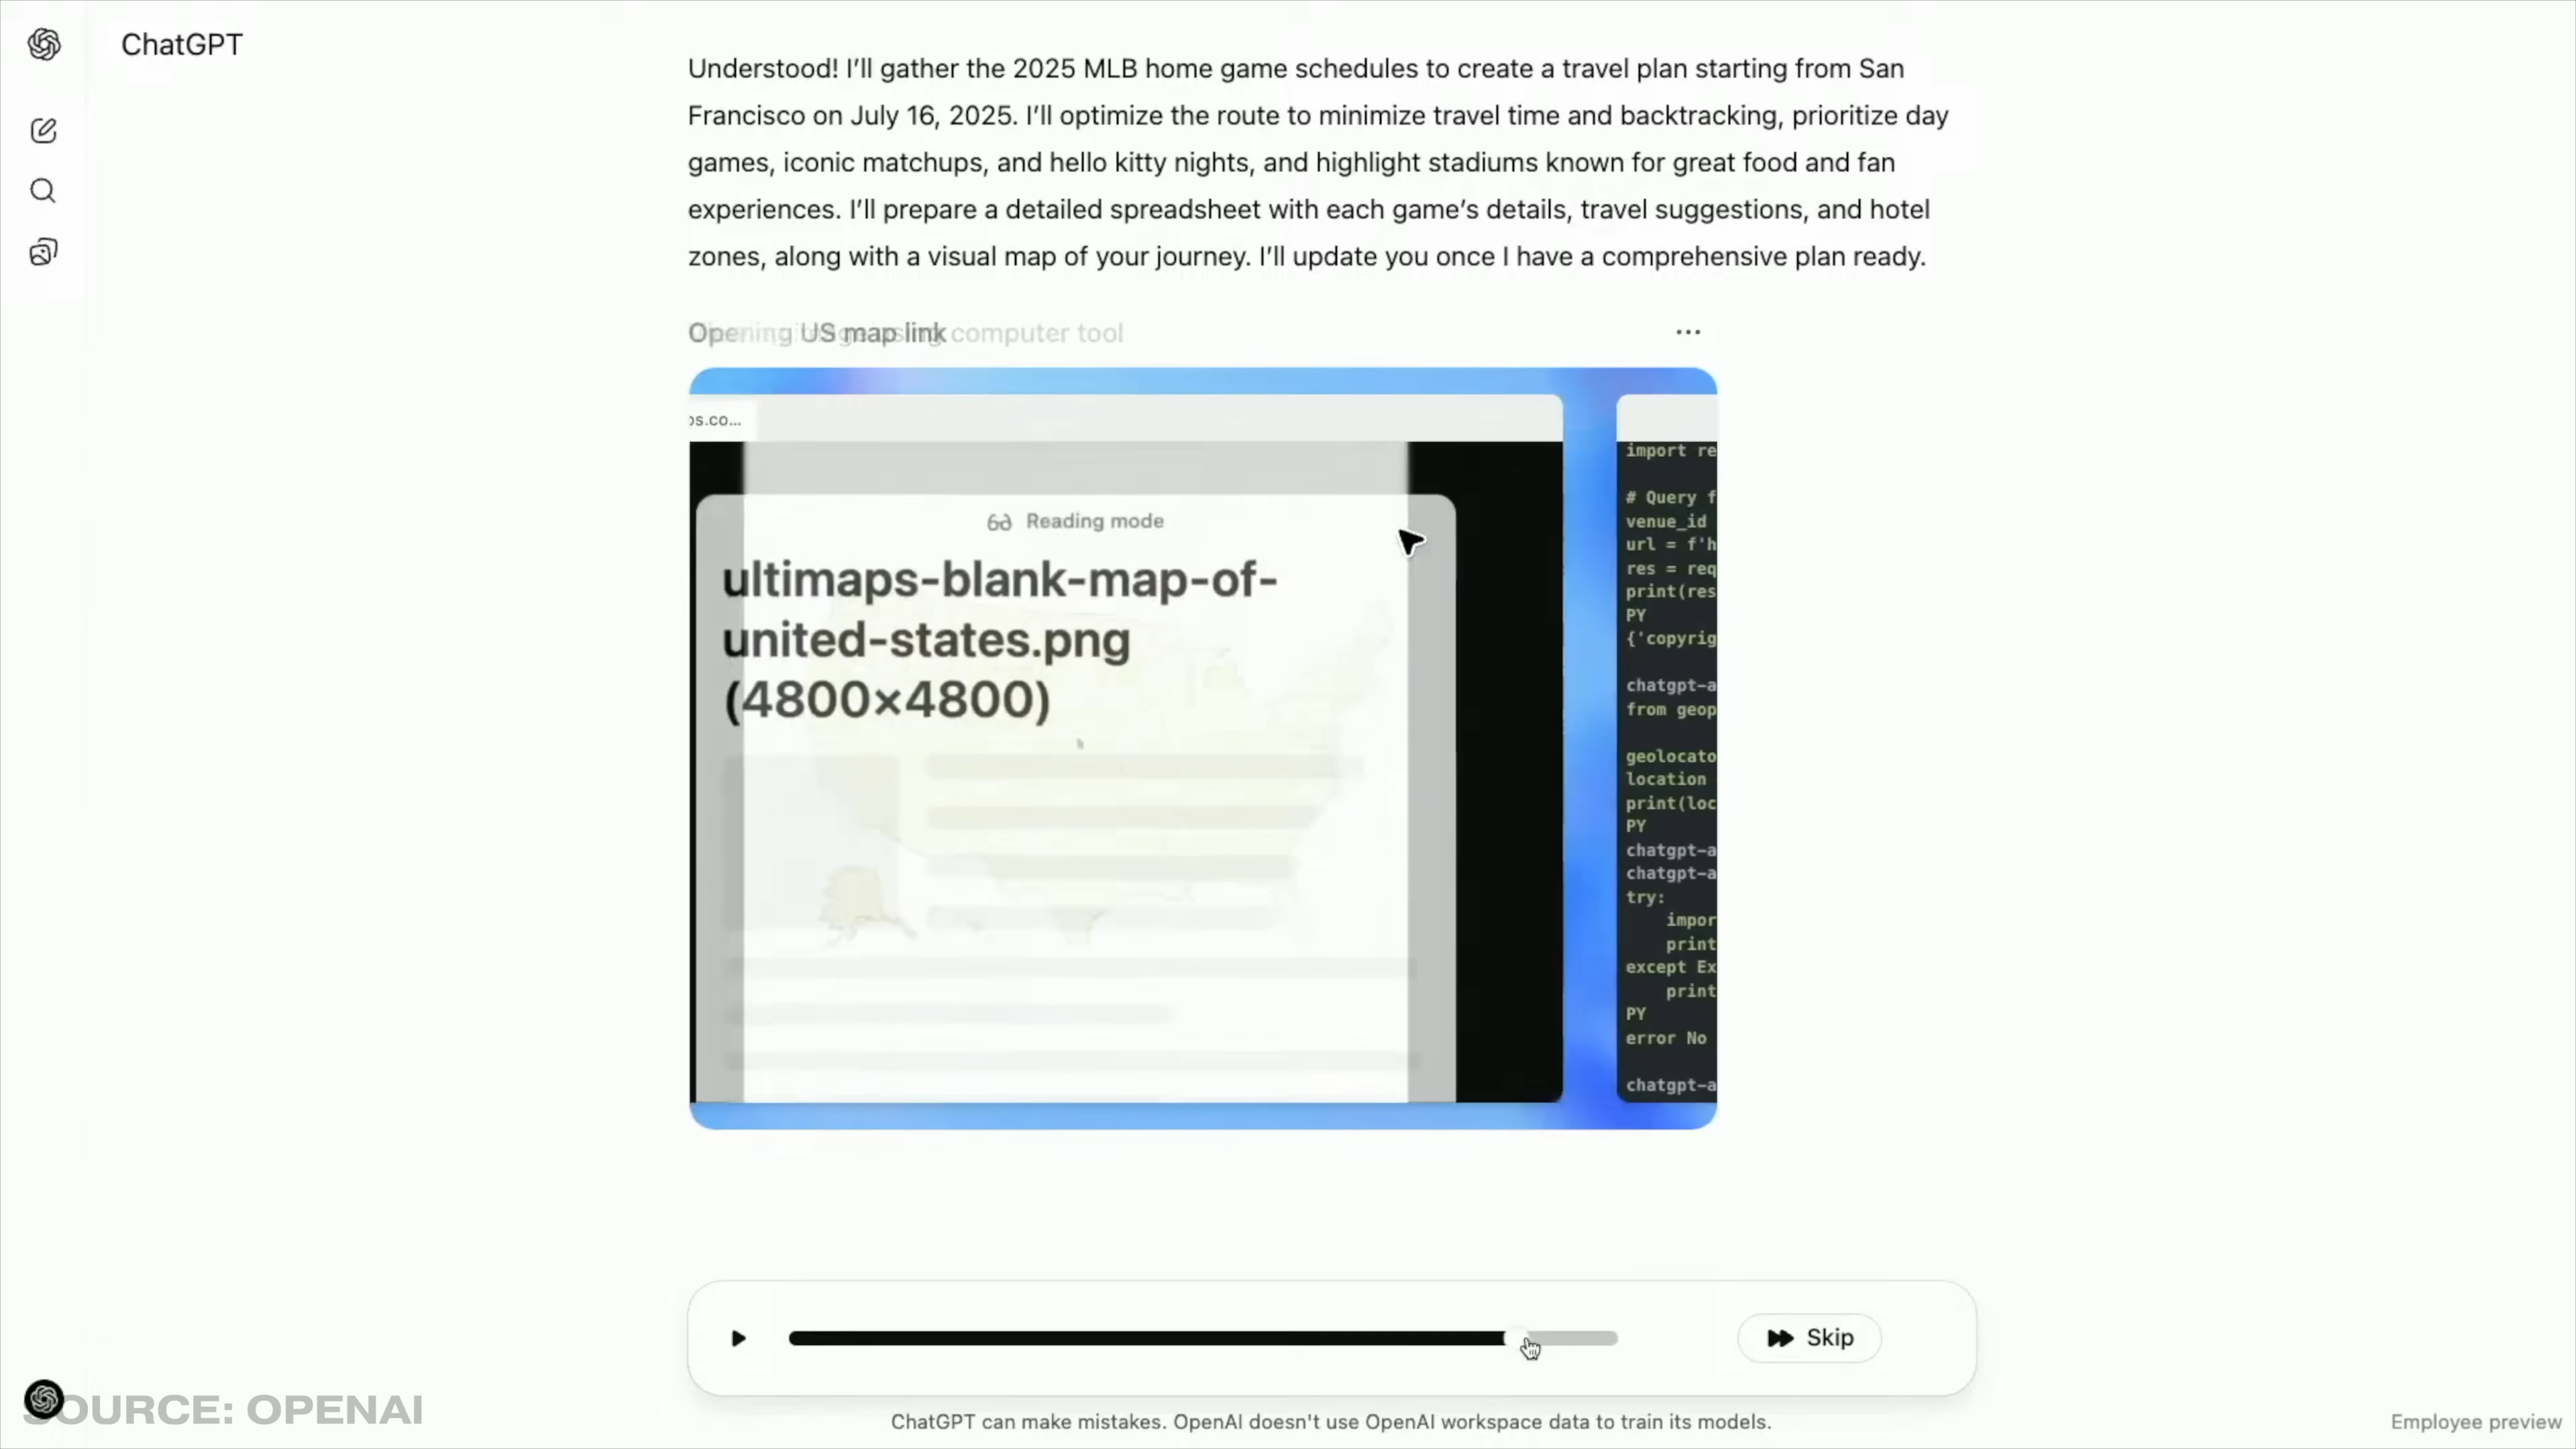 ChatGPT
Understood! I’ll gather the 2025 MLB home game schedules to create a travel plan starting from San
Francisco on July 16, 2025. I’ll optimize the route to minimize travel time and backtracking, prioritize day
games, iconic matchups, and hello kitty nights, and highlight stadiums known for great food and fan
experiences. I’ll prepare a detailed spreadsheet with each game’s details, travel suggestions, and hotel
zones, along with a visual map of your journey. I’ll update you once I have a comprehensive plan ready.
Opening US map link
computer tool
ps.co...
Reading mode
ultimaps-blank-map-of-
united-states.png
(4800×4800)
import re
# Query f
venue_id
url = f'h
res = req
print(res
PY
{'copyrig
chatgpt-a
from geop
geolocato
location
print(loc
PY
chatgpt-a
chatgpt-a
try:
impor
print
except Ex
print
PY
error No
chatgpt-a
Skip
SOURCE: OPENAI
ChatGPT can make mistakes. OpenAI doesn't use OpenAI workspace data to train its models.
Employee preview